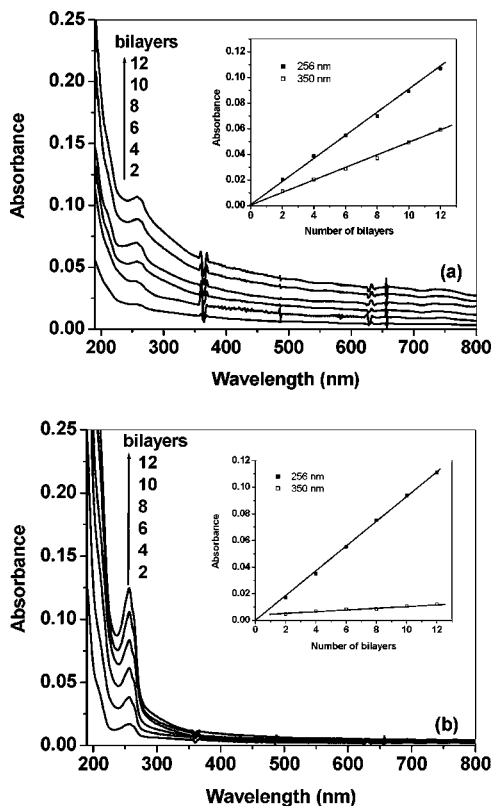 0.25
0.20
0.15
0.10
0.05
0.00
Absorbance
bilayers
12
10
8
6
4
2
0.12
0.10
0.08
0.06
0.04
0.02
0.00
Absorbance
256 nm
350 nm
0 2 4 6 8 10 12
Number of bilayers
(a)
200 300 400 500 600 700 800
Wavelength (nm)
0.25
0.20
0.15
0.10
0.05
0.00
Absorbance
bilayers
12
10
8
6
4
2
0.12
0.10
0.08
0.06
0.04
0.02
0.00
Absorbance
256 nm
350 nm
0 2 4 6 8 10 12
Number of bilayers
(b)
200 300 400 500 600 700 800
Wavelength (nm)